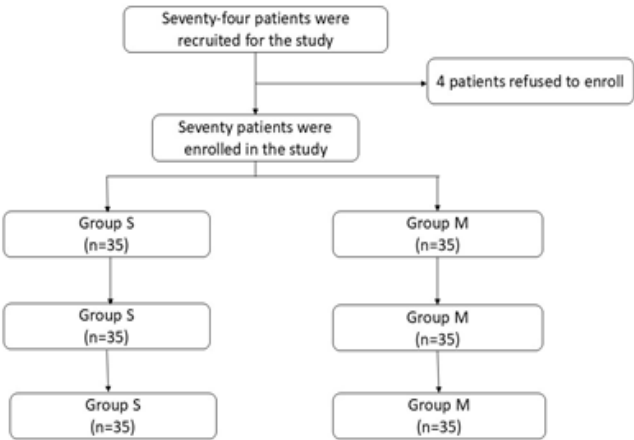 Seventy-four patients were
recruited for the study
4 patients refused to enroll
Seventy patients were
enrolled in the study
Group S
(n=35)
Group M
(n=35)
Group S
(n=35)
Group M
(n=35)
Group S
(n=35)
Group M
(n=35)